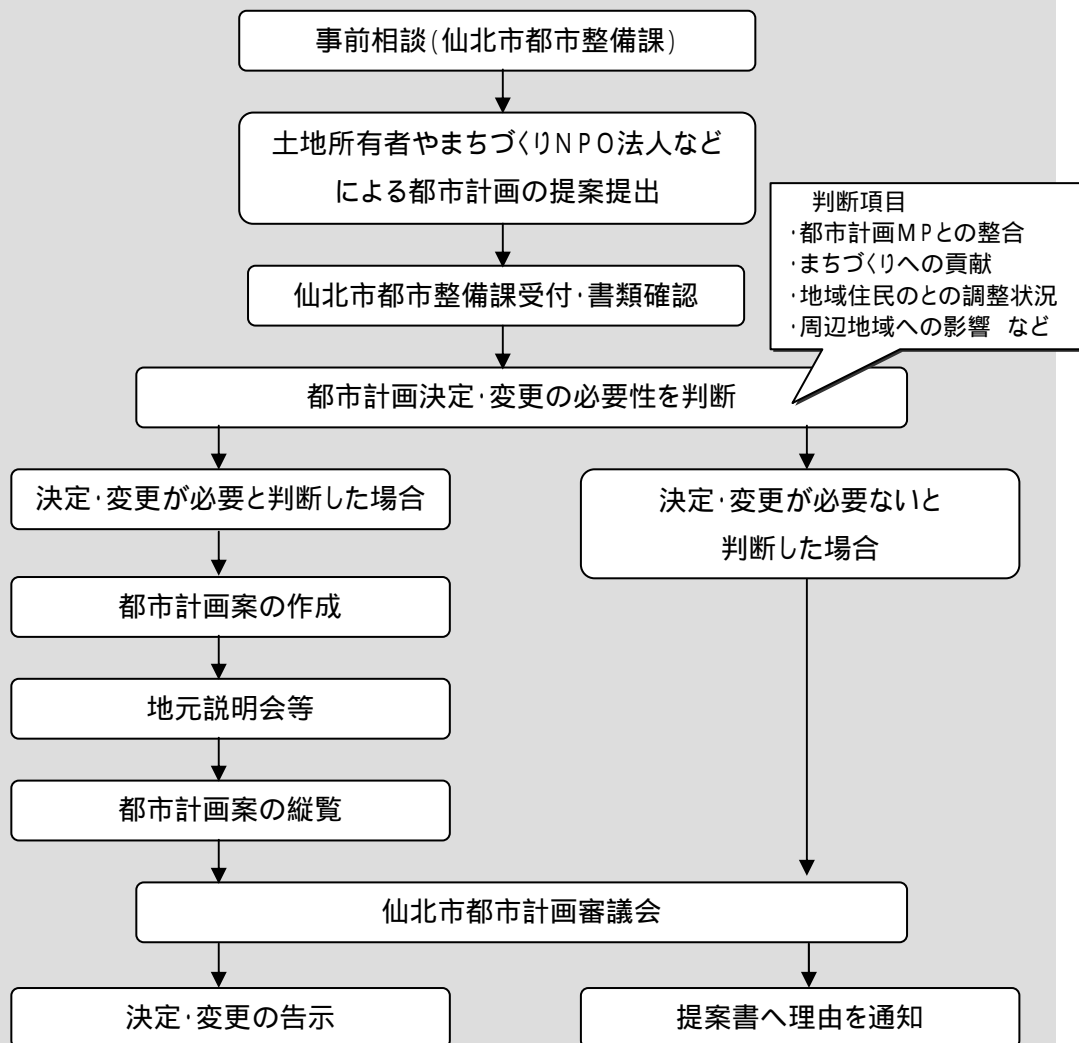 事前相談(仙北市都市整備課)
土地所有者やまちづくりNPO法人など
による都市計画の提案提出
判断項目
・都市計画MPとの整合
・まちづくりへの貢献
・地域住民のとの調整状況
・周辺地域への影響 など
仙北市都市整備課受付・書類確認
都市計画決定・変更の必要性を判断
決定・変更が必要と判断した場合
決定・変更が必要ないと
判断した場合
都市計画案の作成
地元説明会等
都市計画案の縦覧
仙北市都市計画審議会
決定・変更の告示
提案書へ理由を通知